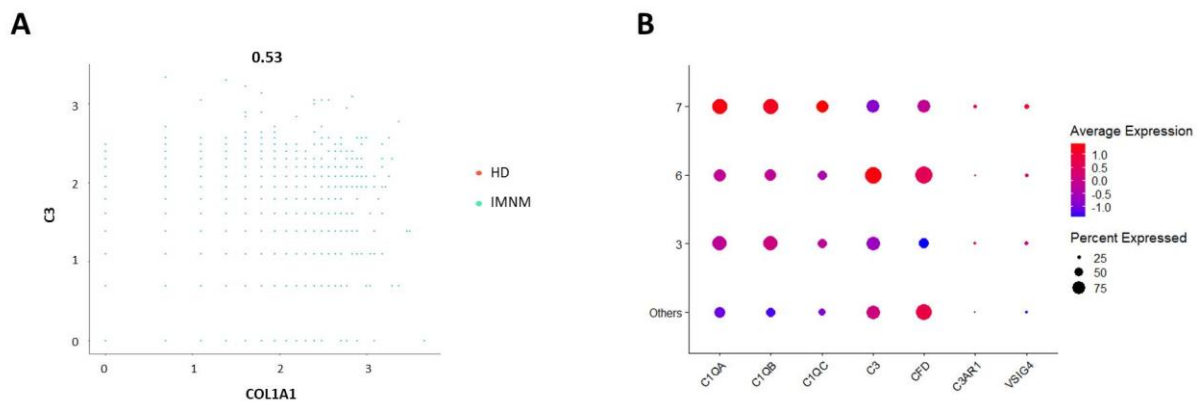 A
0.53
3
2
1
0
C3
0
1
2
3
COL1A1
HD
IMNM
B
7
6
3
Others
C1QA
C1QB
C1QC
C3
CFD
C3AR1
VSIG4
Average Expression
1.0
0.5
0.0
-0.5
-1.0
Percent Expressed
25
50
75